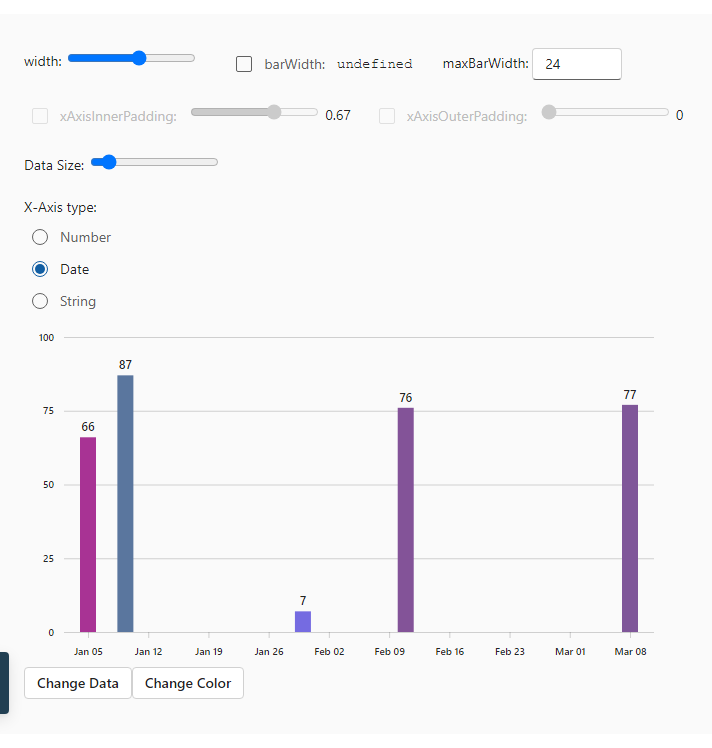 width: barWidth: undefined maxBarWidth: 24
xAxisInnerPadding: 0.67 xAxisOuterPadding: 0
Data Size:
X-Axis type:
Number
Date
String
100
87
77
76
75
66
50
25
7
0
Jan 05 Jan 12 Jan 19 Jan 26 Feb 02 Feb 09 Feb 16 Feb 23 Mar 01 Mar 08
Change Data Change Color